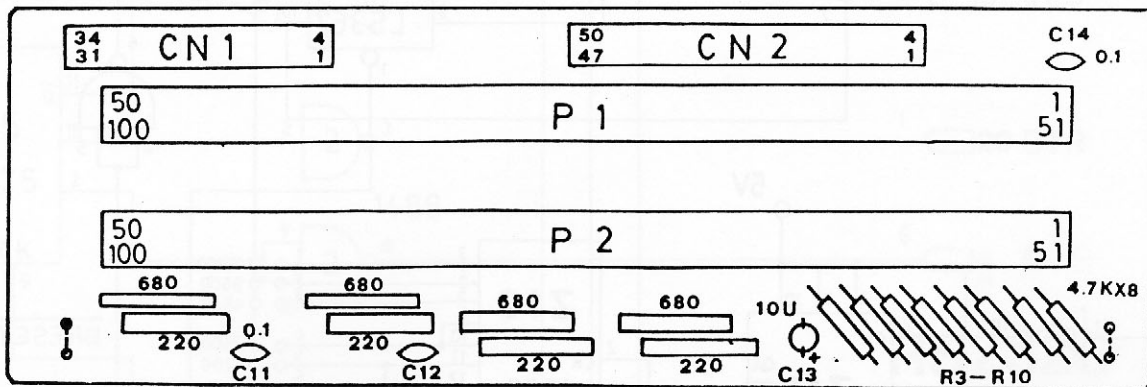 34 CN1 4
31 1
50 CN2 4
47 1
C14
0.1
50 P1 1
100 51
50 P2 1
100 51
680 680 680 680
220 220 220 220
0.1
C11 C12
10U
+
C13
4.7KX8
R3-R10